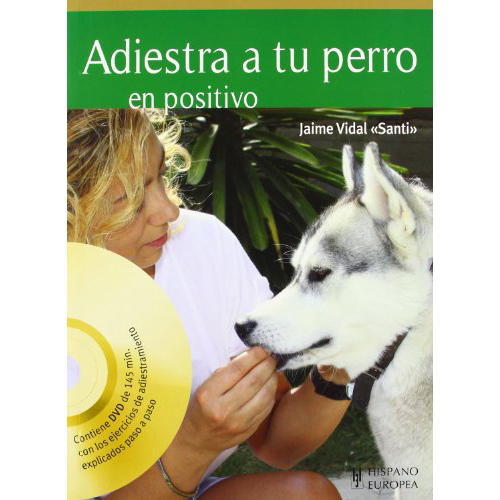 Adiestra a tu perro
en positivo
Jaime Vidal «Santi»
Contiene DVD de 145 min.
con los ejercicios de adiestramiento
explicados paso a paso
HISPANO
EUROPEA